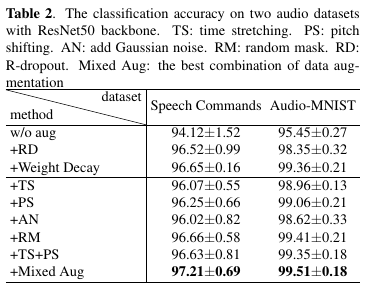 Table 2. The classification accuracy on two audio datasets
with ResNet50 backbone. TS: time stretching. PS: pitch
shifting. AN: add Gaussian noise. RM: random mask. RD:
R-dropout. Mixed Aug: the best combination of data aug-
mentation
dataset
method Speech Commands Audio-MNIST
w/o aug 94.12±1.52 95.45±0.27
+RD 96.52±0.99 98.35±0.32
+Weight Decay 96.65±0.16 99.36±0.21
+TS 96.07±0.55 98.96±0.13
+PS 96.25±0.66 99.06±0.21
+AN 96.02±0.82 98.62±0.33
+RM 96.66±0.58 99.41±0.21
+TS+PS 96.63±0.81 99.35±0.18
+Mixed Aug 97.21±0.69 99.51±0.18